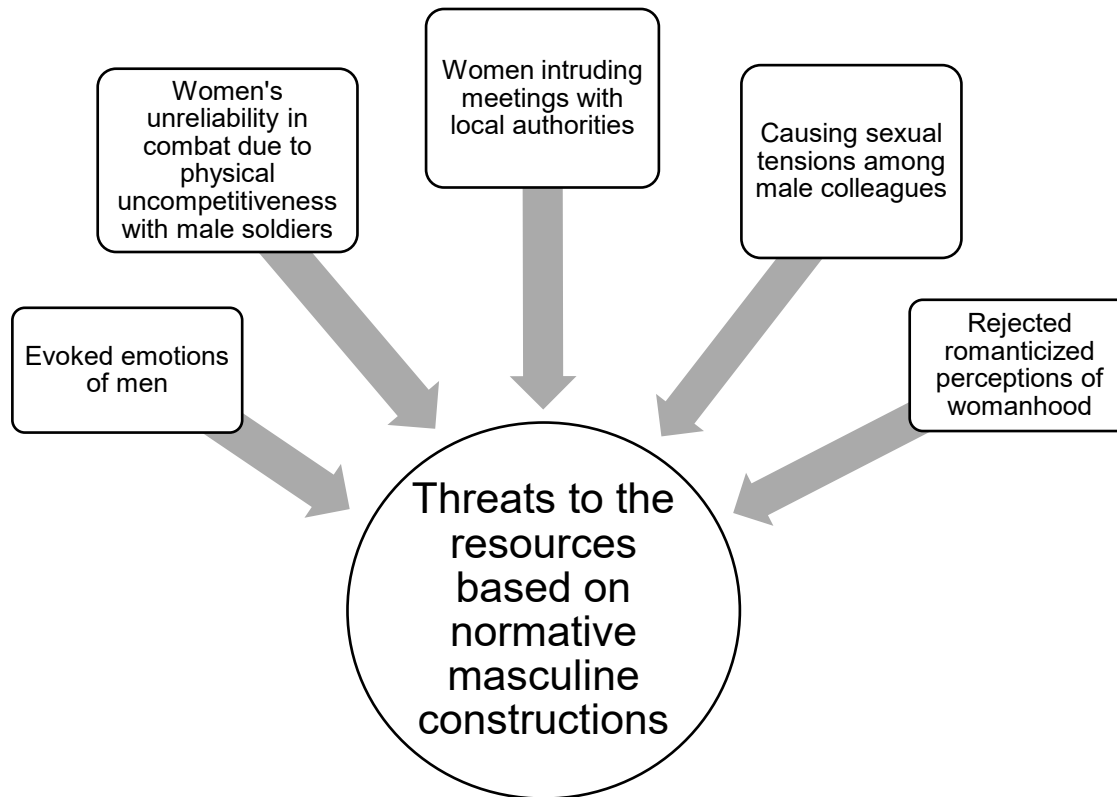 Evoked emotions
of men
Women's
unreliability in
combat due to
physical
uncompetitiveness
with male soldiers
Women intruding
meetings with
local authorities
Causing sexual
tensions among
male colleagues
Rejected
romanticized
perceptions of
womanhood
Threats to the
resources
based on
normative
masculine
constructions